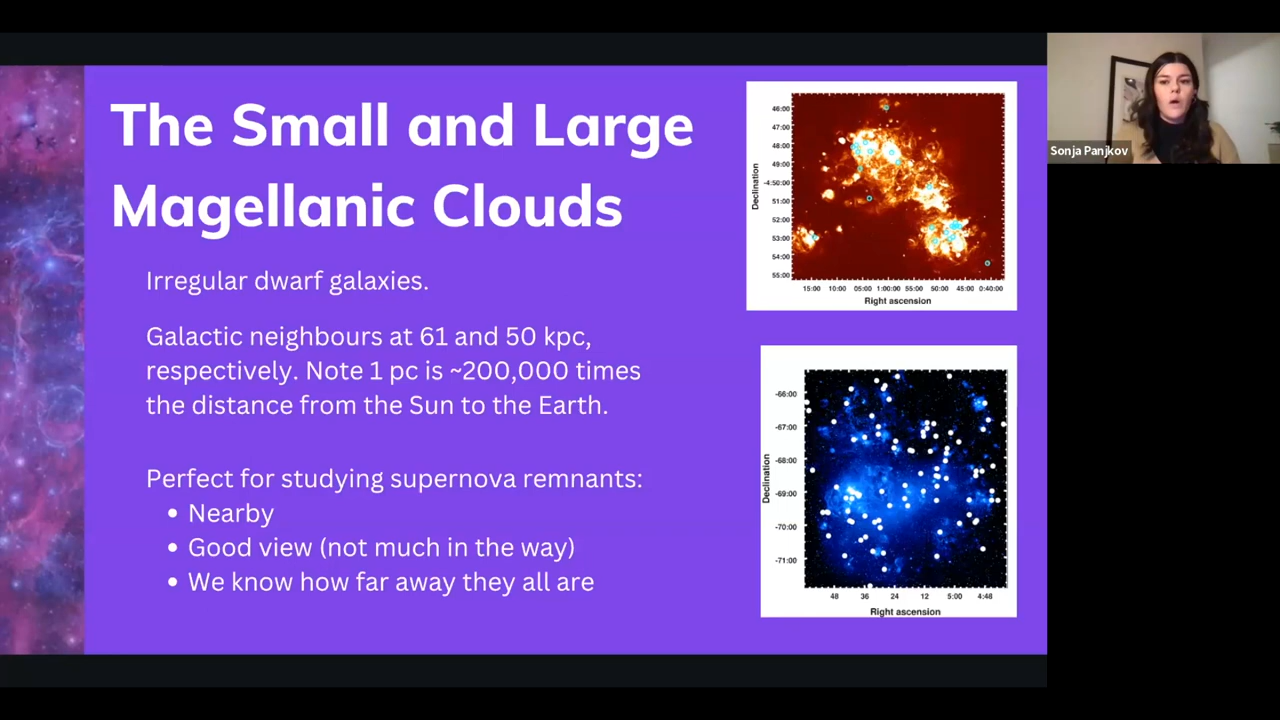 The Small and Large
Magellanic Clouds
Irregular dwarf galaxies.
Galactic neighbours at 61 and 50 kpc,
respectively. Note 1 pc is ~200,000 times
the distance from the Sun to the Earth.
Perfect for studying supernova remnants:
• Nearby
• Good view (not much in the way)
• We know how far away they all are
Declination
46:00
47:00
48:00
49:00
-4:50:00
51:00
52:00
53:00
54:00
55:00
15:00 10:00 05:00 1:00:00 55:00 50:00 45:00 0:40:00
Right ascension
Declination
-66:00
-67:00
-68:00
-69:00
-70:00
-71:00
48 36 24 12 5:00 4:48
Right ascension
Sonja Panjkov